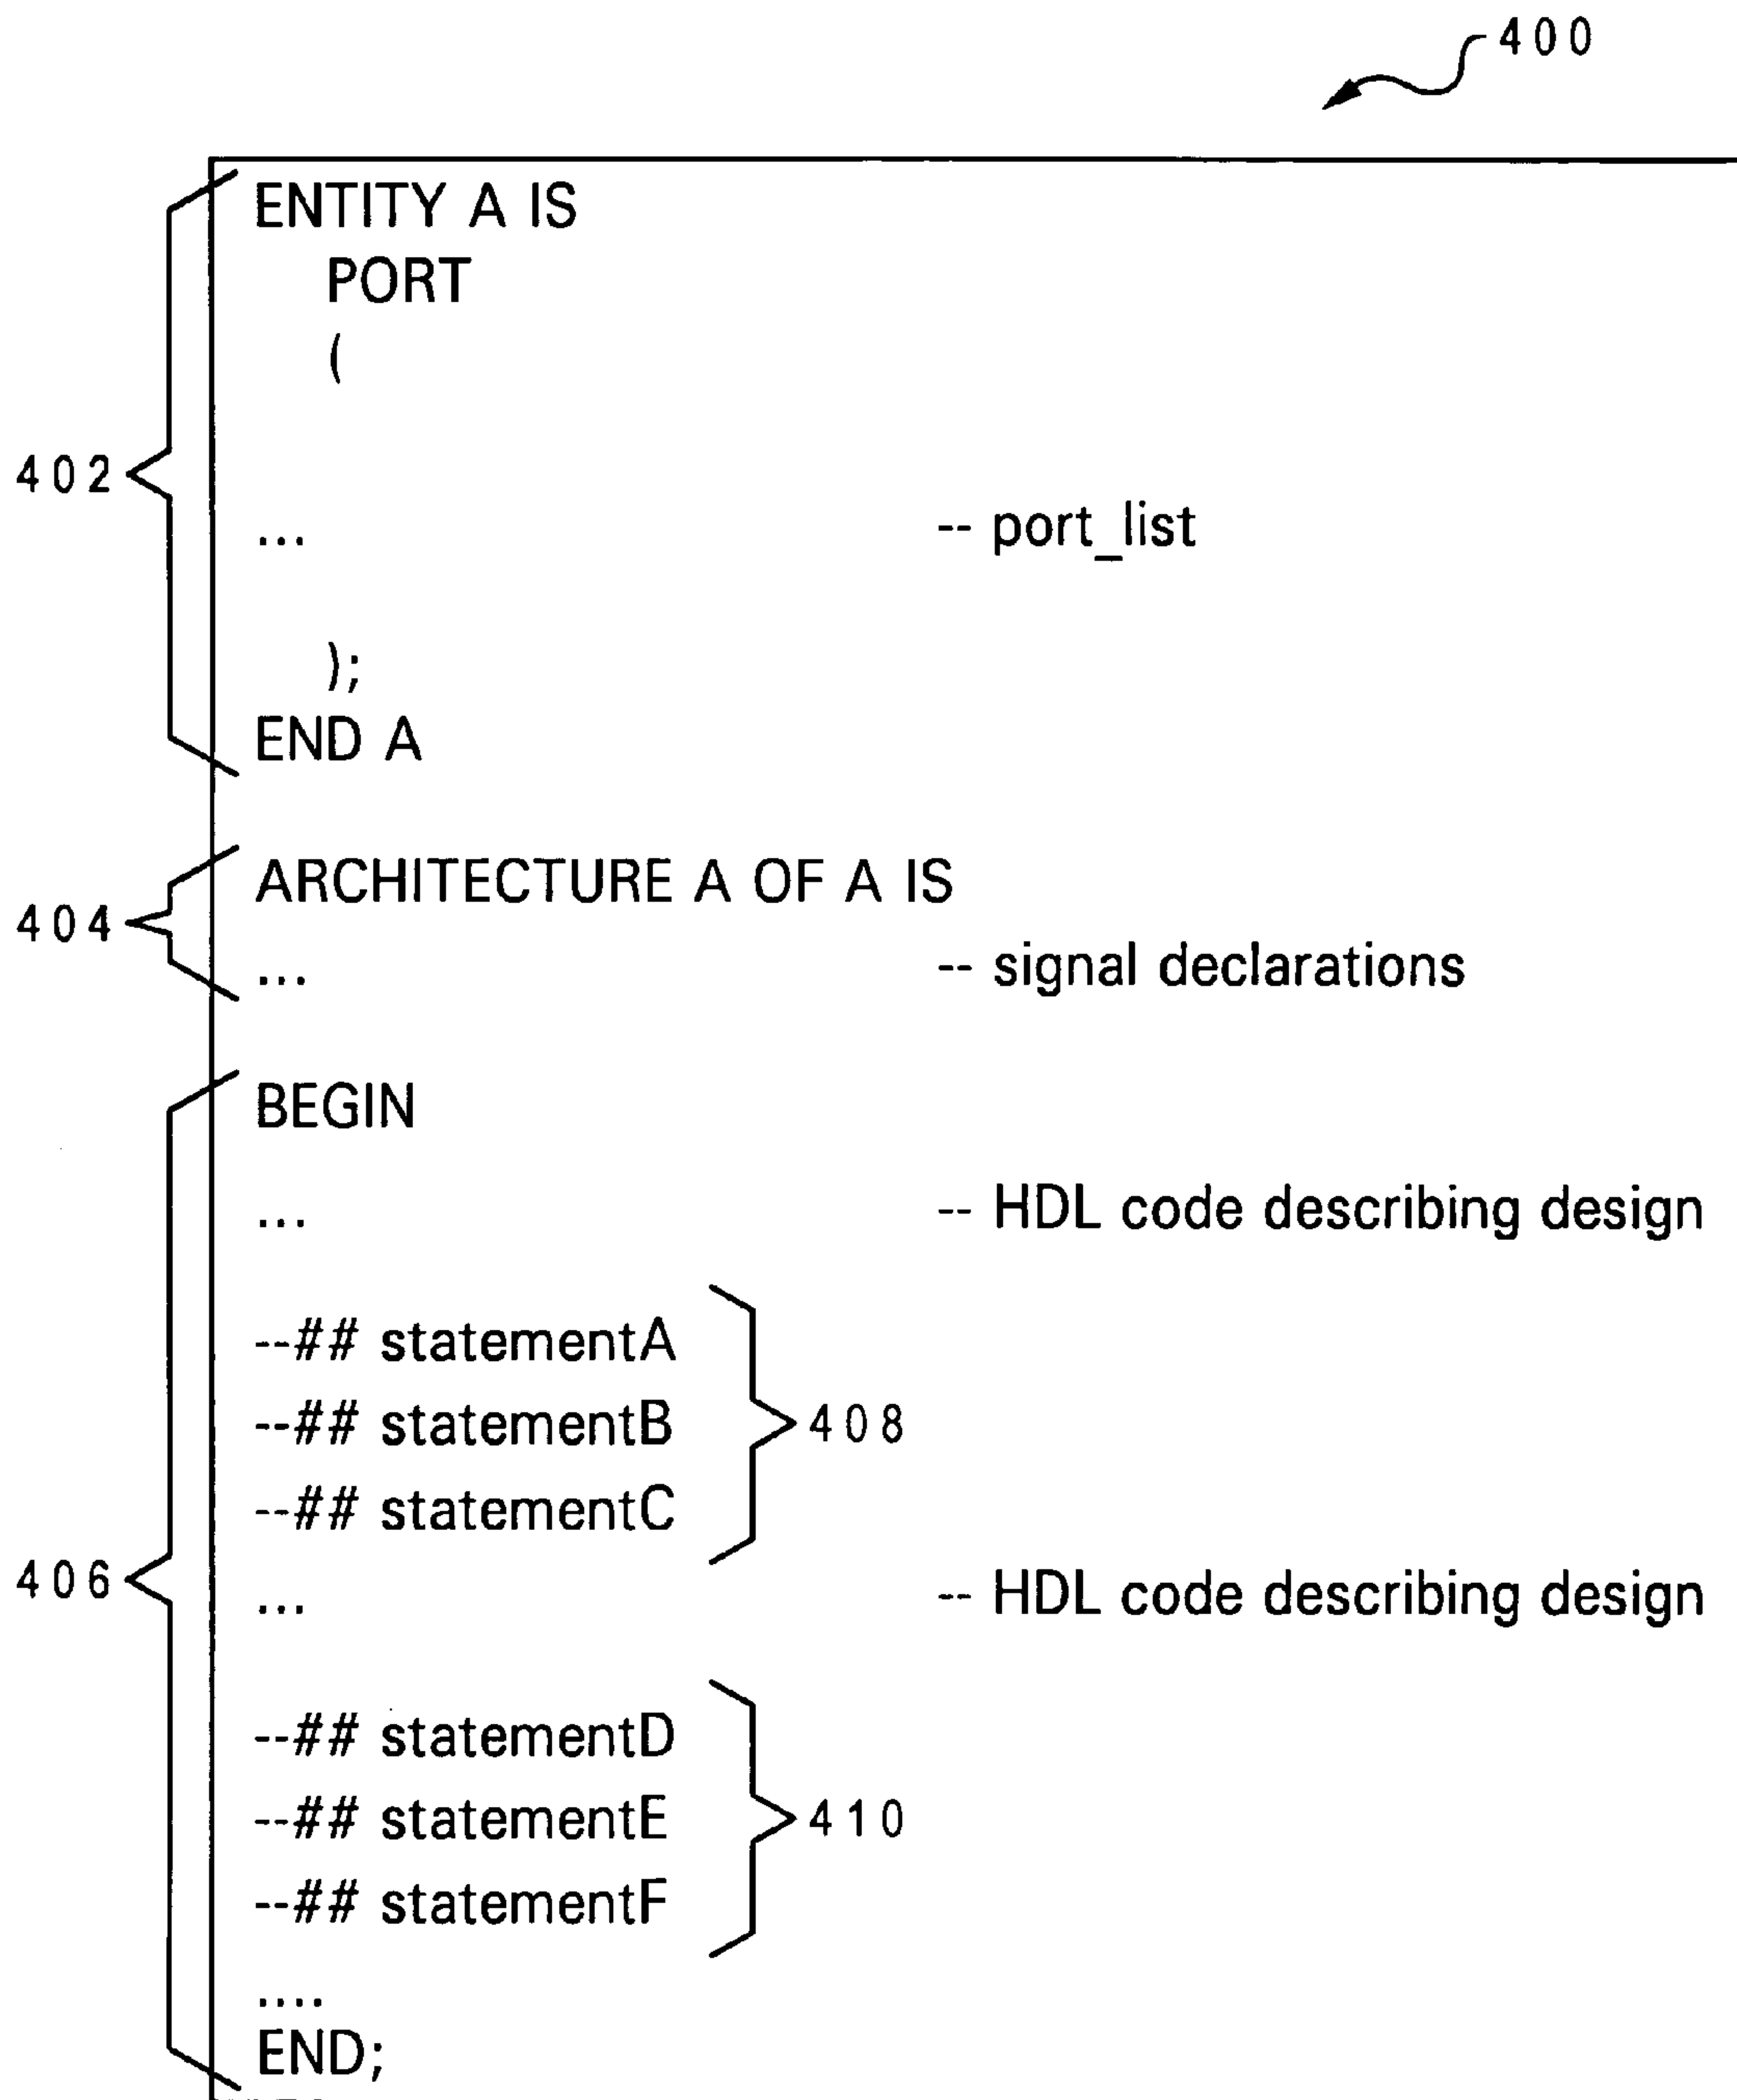 400
ENTITY A IS
PORT
(
402
... -- port_list
);
END A
ARCHITECTURE A OF A IS
404
... -- signal declarations
BEGIN
... -- HDL code describing design
--## statementA
--## statementB 408
--## statementC
406
... -- HDL code describing design
--## statementD
--## statementE 410
--## statementF
....
END;